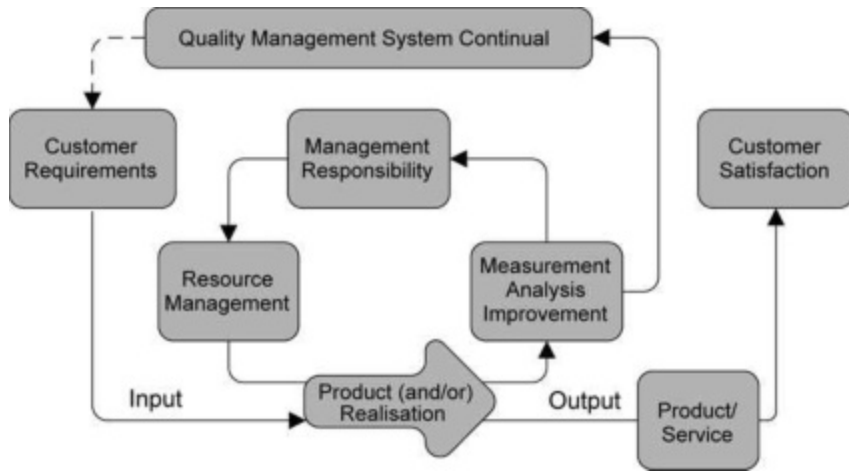 Quality Management System Continual
Customer
Requirements
Management
Responsibility
Customer
Satisfaction
Resource
Management
Measurement
Analysis
Improvement
Input
Product (and/or)
Realisation
Output
Product/
Service